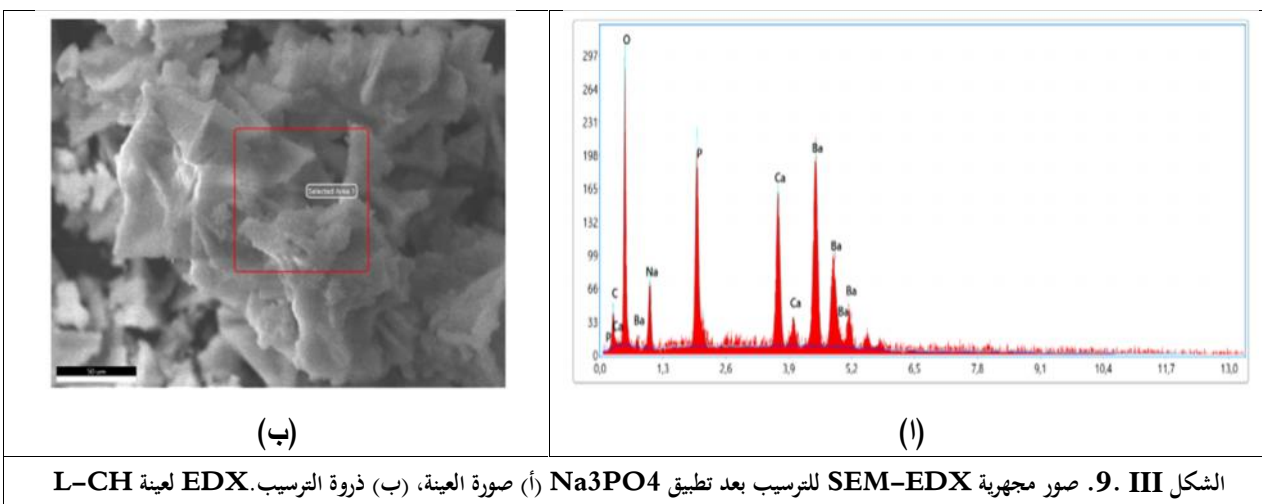 297
264
231
198
165
132
99
66
33
0
O
P
Ba
Ca
Ba
Na
Ca
Ba
Ba
C
Ca
Ba
P
0,0 1,3 2,6 3,9 5,2 6,5 7,8 9,1 10,4 11,7 13,0
Selected Area 1
50 um
(ا)
(ب)
الشكل III .9. صور مجهرية SEM-EDX للترسيب بعد تطبيق Na3PO4 (أ) صورة العينة، (ب) ذروة الترسيب.EDX لعينة L-CH